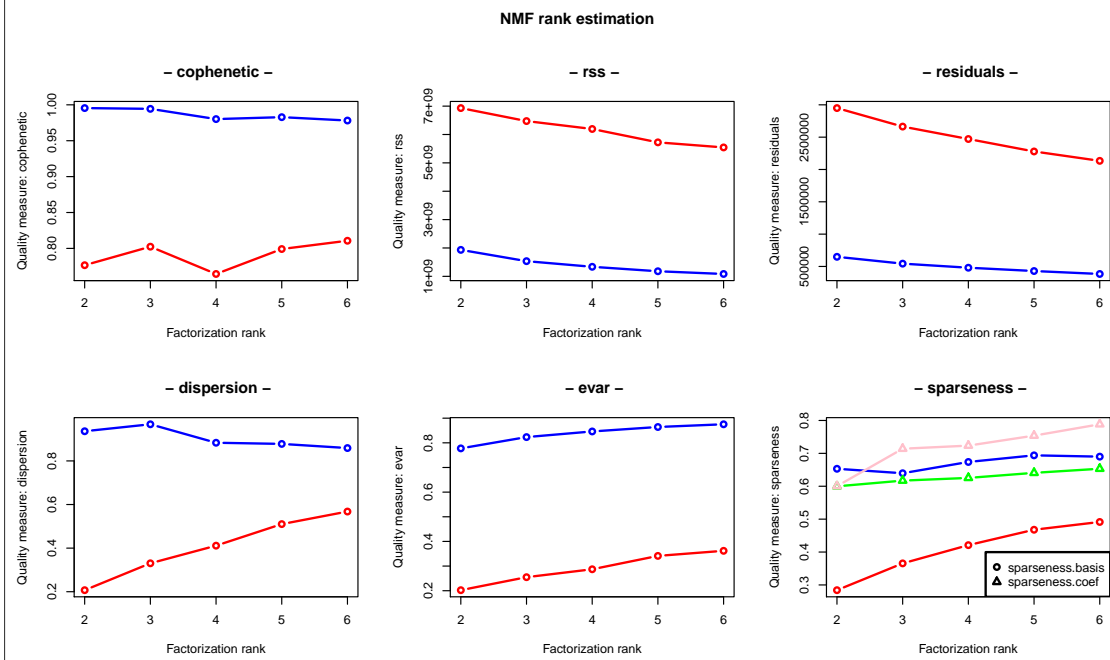 NMF rank estimation
– cophenetic –
Quality measure: cophenetic
1.00
0.95
0.90
0.85
0.80
2 3 4 5 6
Factorization rank
– rss –
Quality measure: rss
7e+09
5e+09
3e+09
1e+09
2 3 4 5 6
Factorization rank
– residuals –
Quality measure: residuals
2500000
1500000
500000
2 3 4 5 6
Factorization rank
– dispersion –
Quality measure: dispersion
0.8
0.6
0.4
0.2
2 3 4 5 6
Factorization rank
– evar –
Quality measure: evar
0.8
0.6
0.4
0.2
2 3 4 5 6
Factorization rank
– sparseness –
Quality measure: sparseness
0.8
0.7
0.6
0.5
0.4
0.3
sparseness.basis
sparseness.coef
2 3 4 5 6
Factorization rank